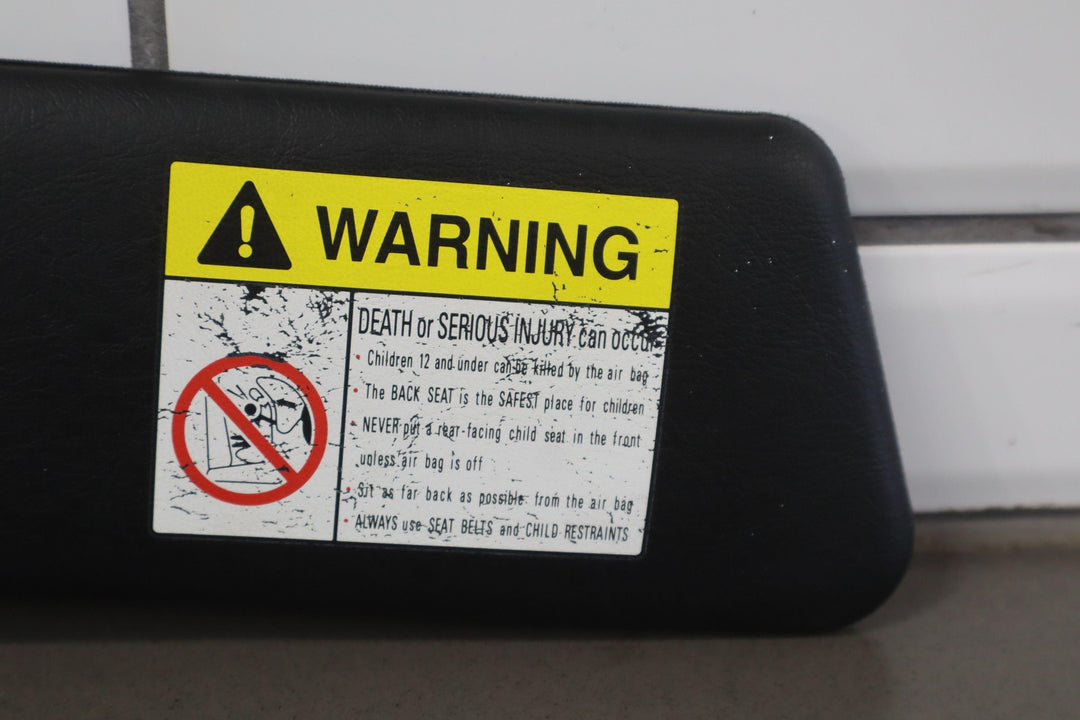 WARNING
DEATH or SERIOUS INJURY can occur
• Children 12 and under can be killed by the air bag
• The BACK SEAT is the SAFEST place for children
• NEVER put a rear-facing child seat in the front
unless air bag is off
• Sit as far back as possible from the air bag
• ALWAYS use SEAT BELTS and CHILD RESTRAINTS